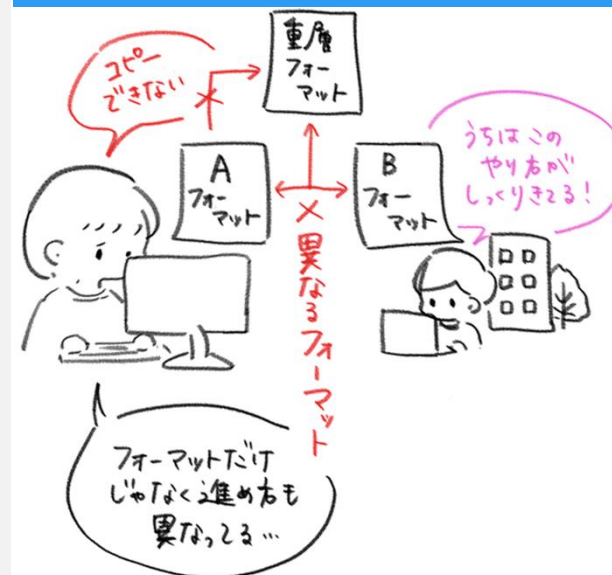 重層
フォー
マット
コピー
できない
A
フォー
マット
B
フォー
マット
うちはこの
やり方が
しっくりきてる！
異なるフォーマット
フォーマットだけ
じゃなく進め方も
異なってる…